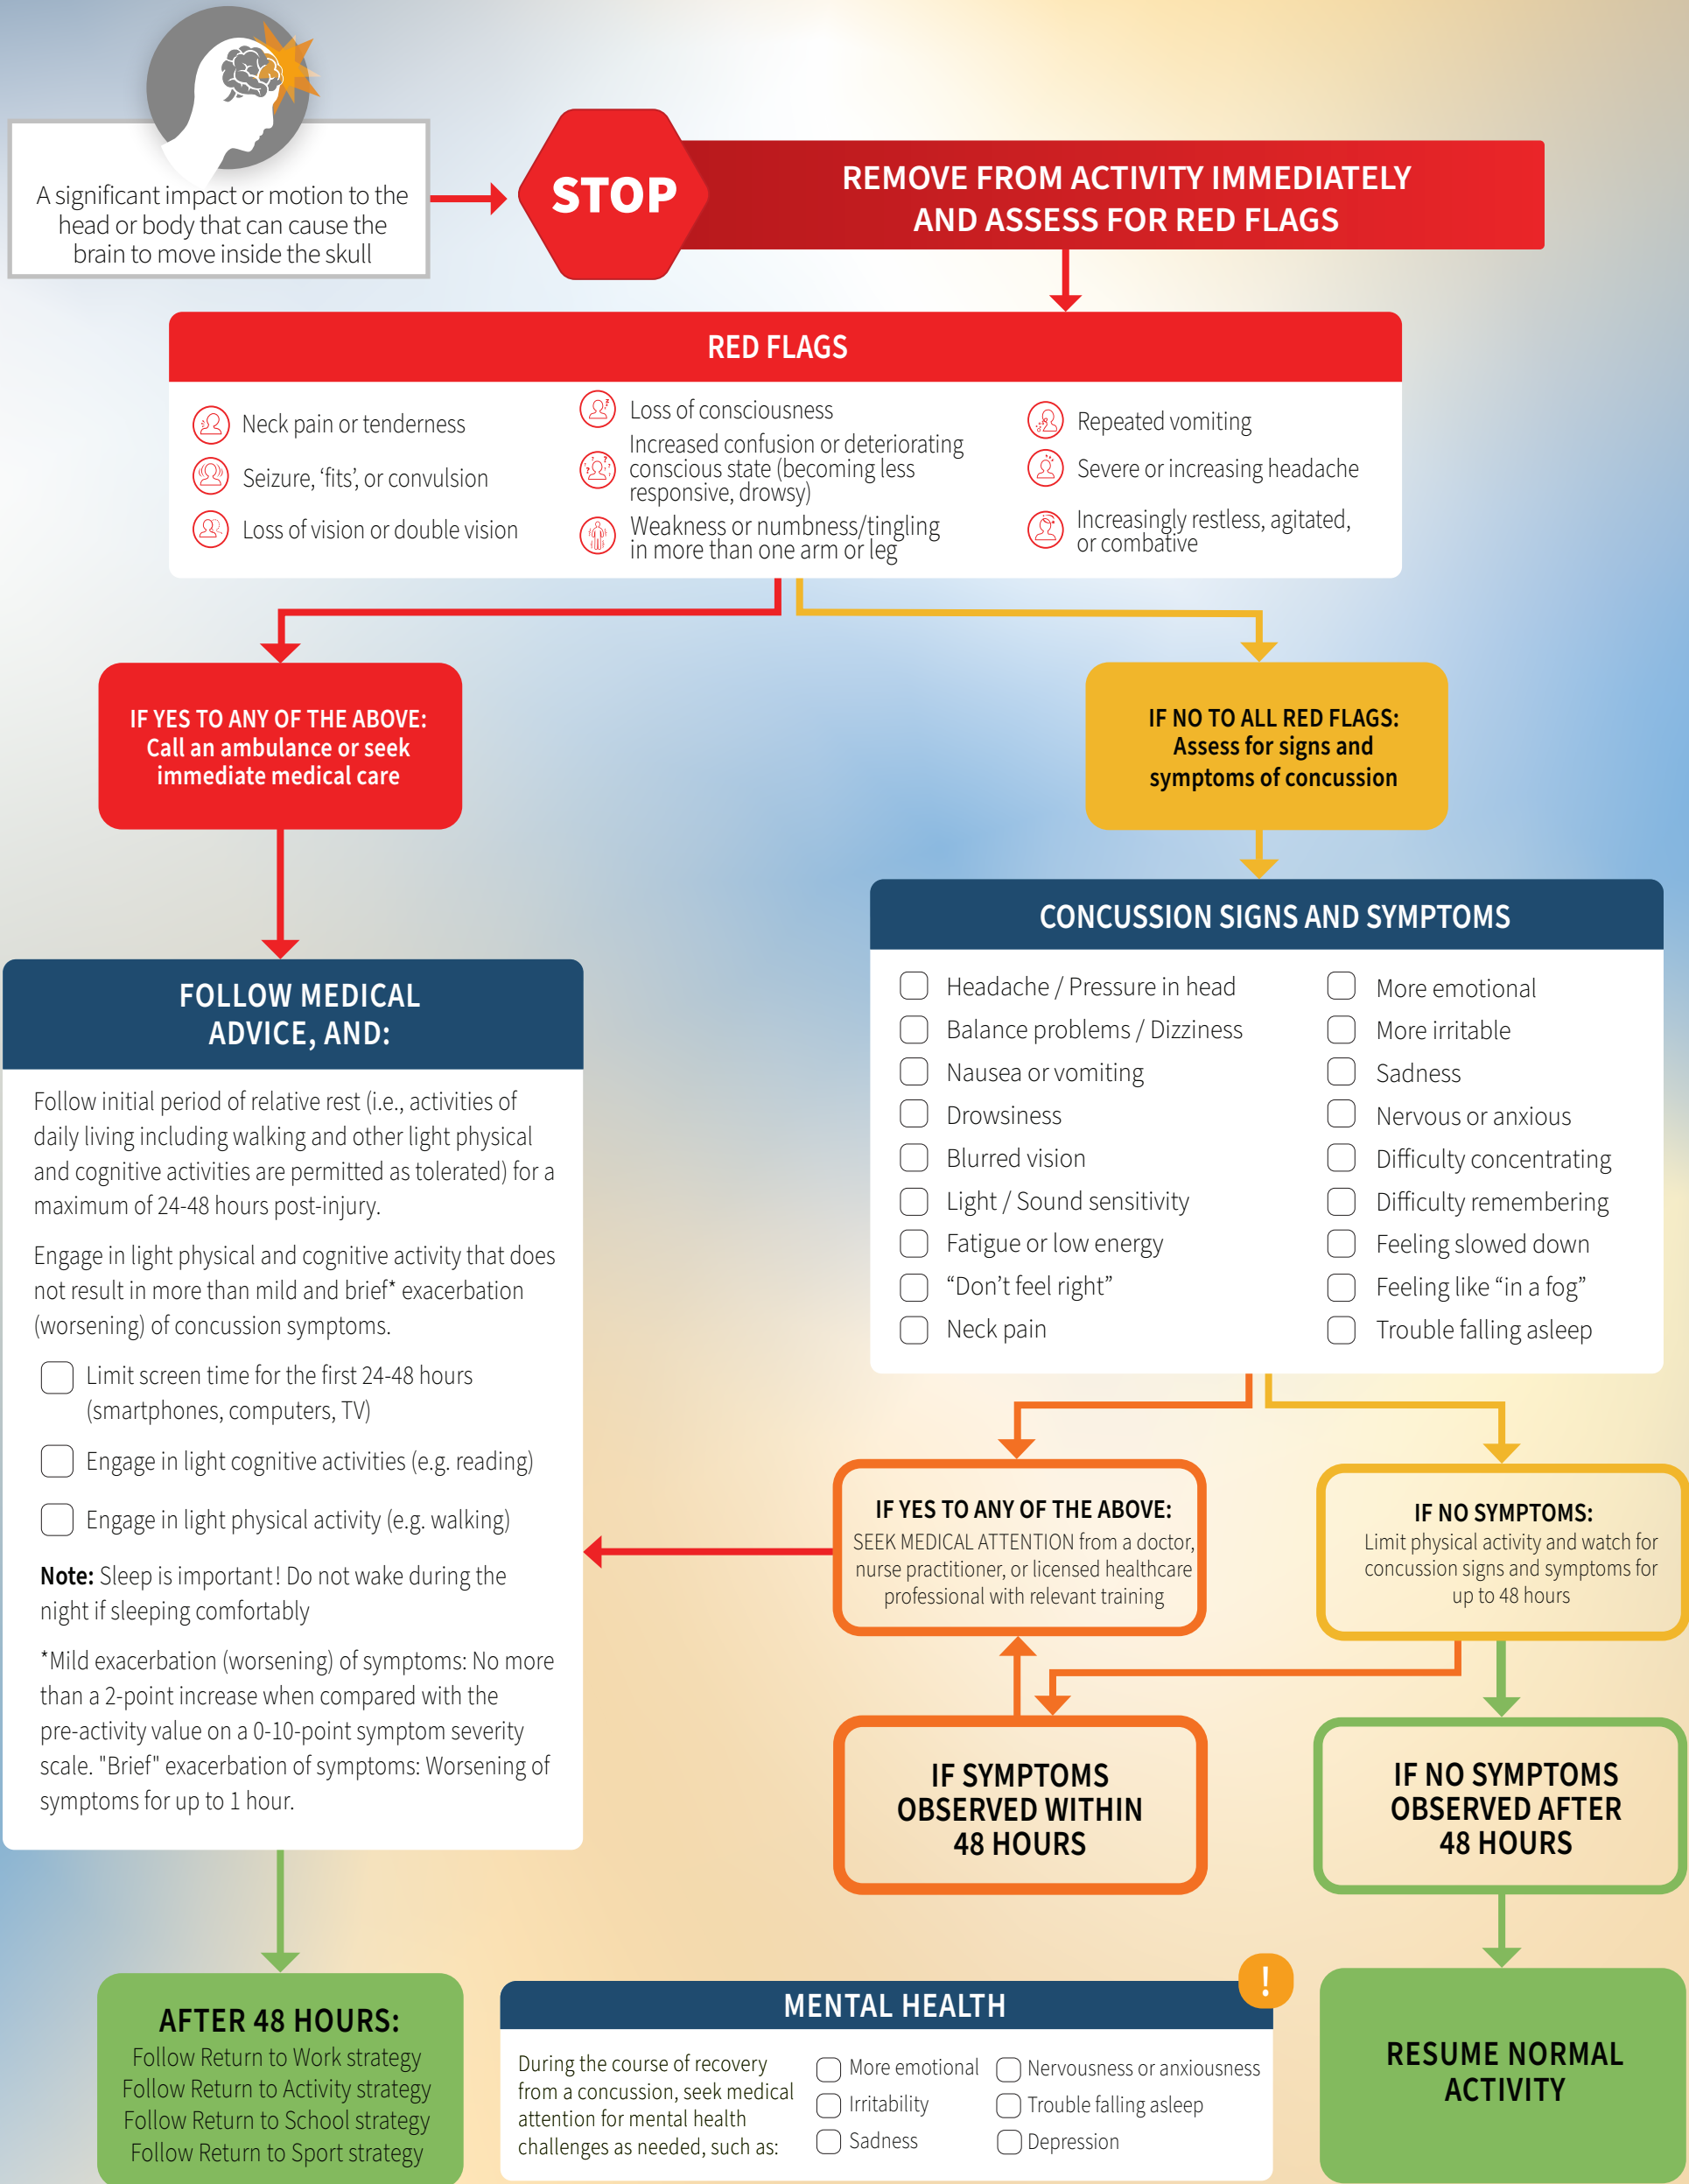 A significant impact or motion to the
head or body that can cause the
brain to move inside the skull
STOP
REMOVE FROM ACTIVITY IMMEDIATELY
AND ASSESS FOR RED FLAGS
RED FLAGS
Neck pain or tenderness
Seizure, ‘fits’, or convulsion
Loss of vision or double vision
Loss of consciousness
Increased confusion or deteriorating
conscious state (becoming less
responsive, drowsy)
Weakness or numbness/tingling
in more than one arm or leg
Repeated vomiting
Severe or increasing headache
Increasingly restless, agitated,
or combative
IF YES TO ANY OF THE ABOVE:
Call an ambulance or seek
immediate medical care
IF NO TO ALL RED FLAGS:
Assess for signs and
symptoms of concussion
FOLLOW MEDICAL
ADVICE, AND:
Follow initial period of relative rest (i.e., activities of
daily living including walking and other light physical
and cognitive activities are permitted as tolerated) for a
maximum of 24-48 hours post-injury.
Engage in light physical and cognitive activity that does
not result in more than mild and brief* exacerbation
(worsening) of concussion symptoms.
Limit screen time for the first 24-48 hours
(smartphones, computers, TV)
Engage in light cognitive activities (e.g. reading)
Engage in light physical activity (e.g. walking)
Note: Sleep is important! Do not wake during the
night if sleeping comfortably
*Mild exacerbation (worsening) of symptoms: No more
than a 2-point increase when compared with the
pre-activity value on a 0-10-point symptom severity
scale. "Brief" exacerbation of symptoms: Worsening of
symptoms for up to 1 hour.
CONCUSSION SIGNS AND SYMPTOMS
Headache / Pressure in head
Balance problems / Dizziness
Nausea or vomiting
Drowsiness
Blurred vision
Light / Sound sensitivity
Fatigue or low energy
“Don’t feel right”
Neck pain
More emotional
More irritable
Sadness
Nervous or anxious
Difficulty concentrating
Difficulty remembering
Feeling slowed down
Feeling like “in a fog”
Trouble falling asleep
IF YES TO ANY OF THE ABOVE:
SEEK MEDICAL ATTENTION from a doctor,
nurse practitioner, or licensed healthcare
professional with relevant training
IF NO SYMPTOMS:
Limit physical activity and watch for
concussion signs and symptoms for
up to 48 hours
IF SYMPTOMS
OBSERVED WITHIN
48 HOURS
IF NO SYMPTOMS
OBSERVED AFTER
48 HOURS
AFTER 48 HOURS:
Follow Return to Work strategy
Follow Return to Activity strategy
Follow Return to School strategy
Follow Return to Sport strategy
!
MENTAL HEALTH
During the course of recovery
from a concussion, seek medical
attention for mental health
challenges as needed, such as:
More emotional
Irritability
Sadness
Nervousness or anxiousness
Trouble falling asleep
Depression
RESUME NORMAL
ACTIVITY